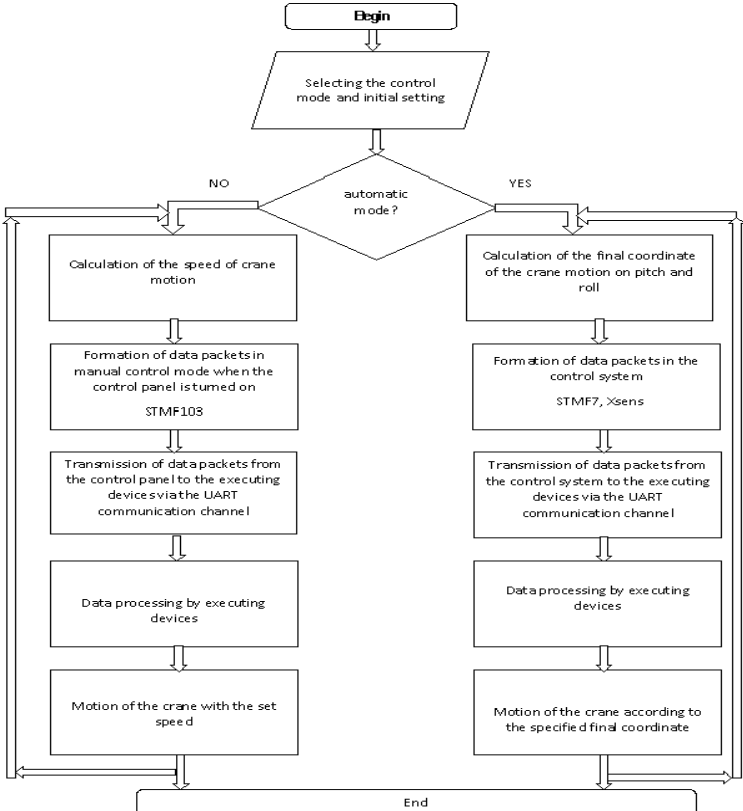 Begin
Selecting the control
mode and initial setting
NO
YES
automatic
mode?
Calculation of the speed of crane
motion
Formation of data packets in
manual control mode when the
control panel is turned on
STMF103
Transmission of data packets from
the control panel to the executing
devices via the UART
communication channel
Data processing by executing
devices
Motion of the crane with the set
speed
Calculation of the final coordinate
of the crane motion on pitch and
roll
Formation of data packets in the
control system
STMF7, Xsens
Transmission of data packets from
the control system to the executing
devices via the UART
communication channel
Data processing by executing
devices
Motion of the crane according to
the specified final coordinate
End